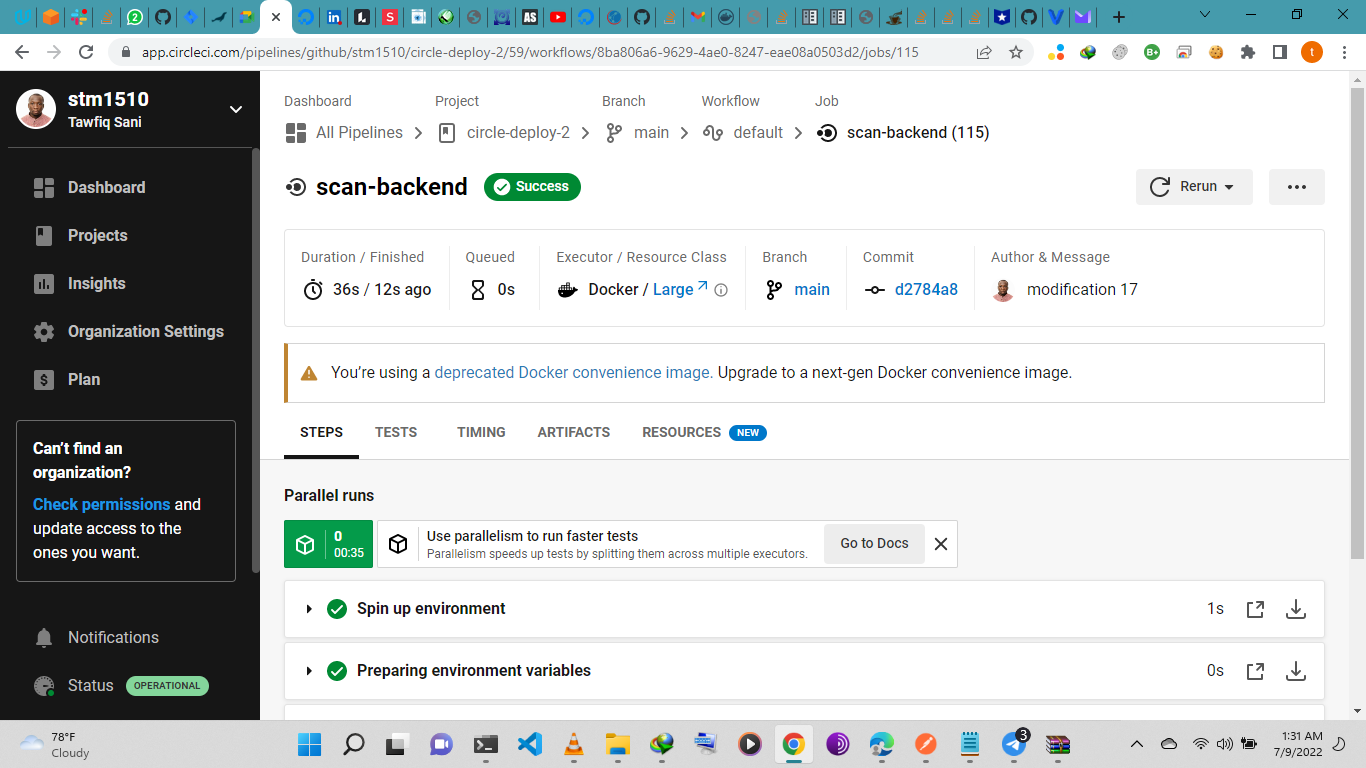 app.circleci.com/pipelines/github/stm1510/circle-deploy-2/59/workflows/8ba806a6-9629-4ae0-8247-eae08a0503d2/jobs/115
stm1510
Tawfiq Sani
Dashboard
Projects
Insights
Organization Settings
Plan
Can't find an
organization?
Check permissions and
update access to the
ones you want.
Notifications
Status OPERATIONAL
Dashboard Project Branch Workflow Job
All Pipelines circle-deploy-2 main default scan-backend (115)
scan-backend Success Rerun
Duration / Finished Queued Executor / Resource Class Branch Commit Author & Message
36s / 12s ago 0s Docker / Large main d2784a8 modification 17
You're using a deprecated Docker convenience image. Upgrade to a next-gen Docker convenience image.
STEPS TESTS TIMING ARTIFACTS RESOURCES NEW
Parallel runs
0
00:35
Use parallelism to run faster tests
Parallelism speeds up tests by splitting them across multiple executors.
Go to Docs
Spin up environment 1s
Preparing environment variables 0s
78°F
Cloudy
3
1:31 AM
7/9/2022